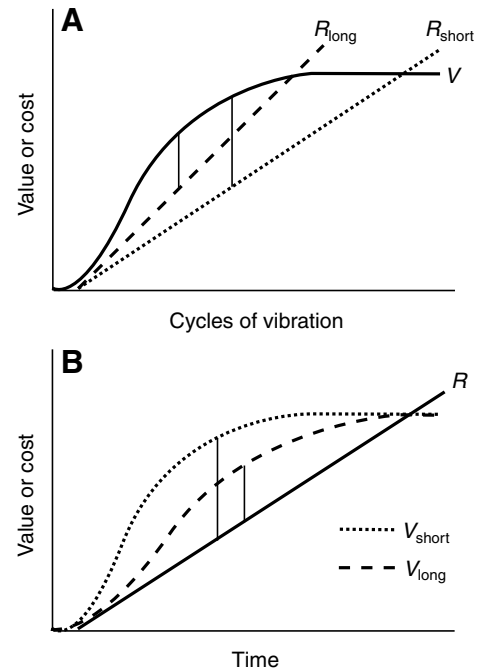 A
R_long
R_short
V
Value or cost
Cycles of vibration
B
R
Value or cost
V_short
V_long
Time